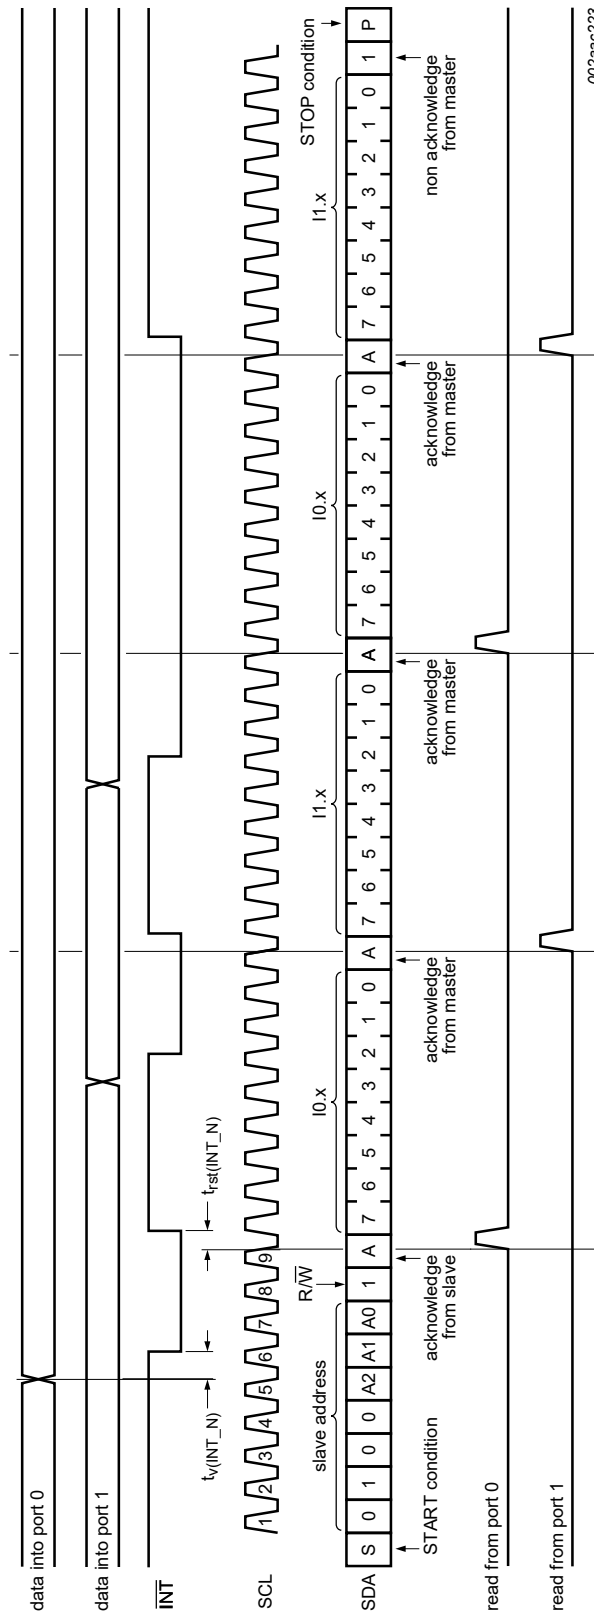 data into port 0
data into port 1
INT
t_v(INT_N)
t_rst(INT_N)
SCL
1 2 3 4 5 6 7 8 9
slave address
R/W
I0.x
I1.x
I0.x
I1.x
STOP condition
SDA
S 0 1 0 0 A2 A1 A0 1 A 7 6 5 4 3 2 1 0 A 7 6 5 4 3 2 1 0 A 7 6 5 4 3 2 1 0 A 7 6 5 4 3 2 1 0 1 P
START condition
acknowledge
from slave
acknowledge
from master
acknowledge
from master
acknowledge
from master
non acknowledge
from master
read from port 0
read from port 1